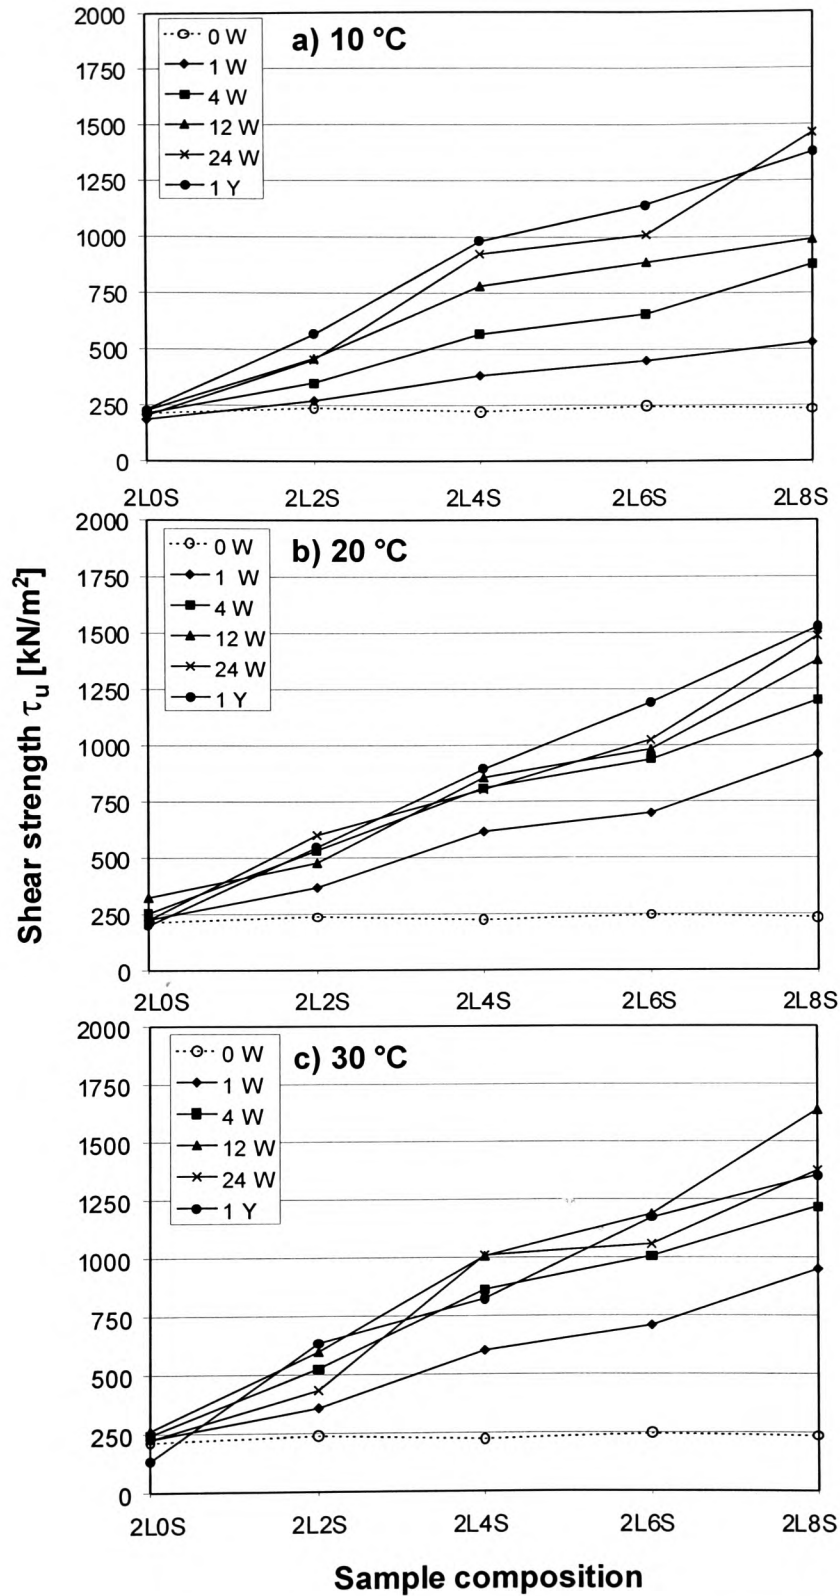 Shear strength τu [kN/m²]
a) 10 °C
0 W
1 W
4 W
12 W
24 W
1 Y
2000
1750
1500
1250
1000
750
500
250
0
2L0S 2L2S 2L4S 2L6S 2L8S
b) 20 °C
0 W
1 W
4 W
12 W
24 W
1 Y
2000
1750
1500
1250
1000
750
500
250
0
2L0S 2L2S 2L4S 2L6S 2L8S
c) 30 °C
0 W
1 W
4 W
12 W
24 W
1 Y
2000
1750
1500
1250
1000
750
500
250
0
2L0S 2L2S 2L4S 2L6S 2L8S
Sample composition